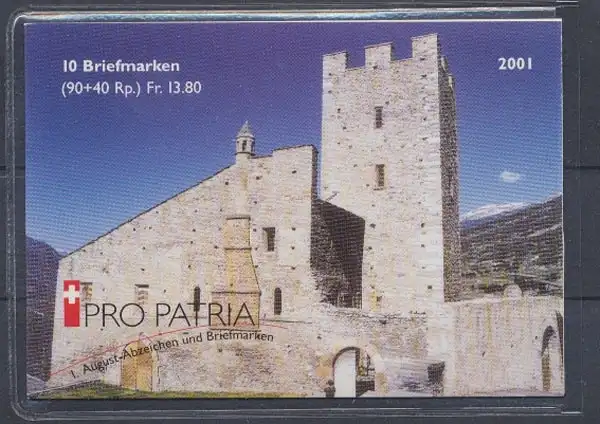 10 Briefmarken
(90+40 Rp.) Fr. 13.80
2001
PRO PATRIA
1. August-Abzeichen und Briefmarken